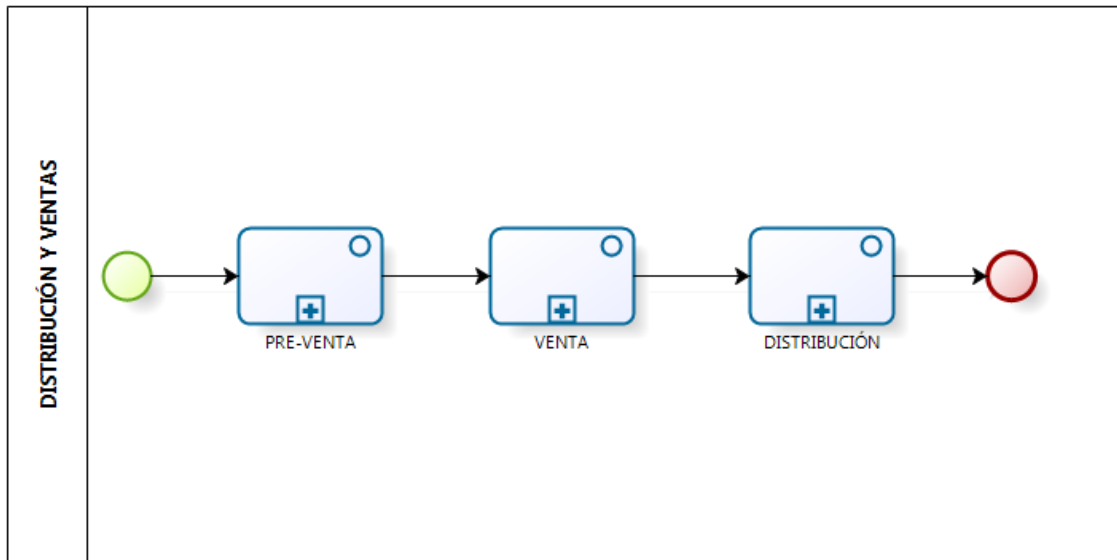 DISTRIBUCIÓN Y VENTAS
PRE-VENTA
VENTA
DISTRIBUCIÓN